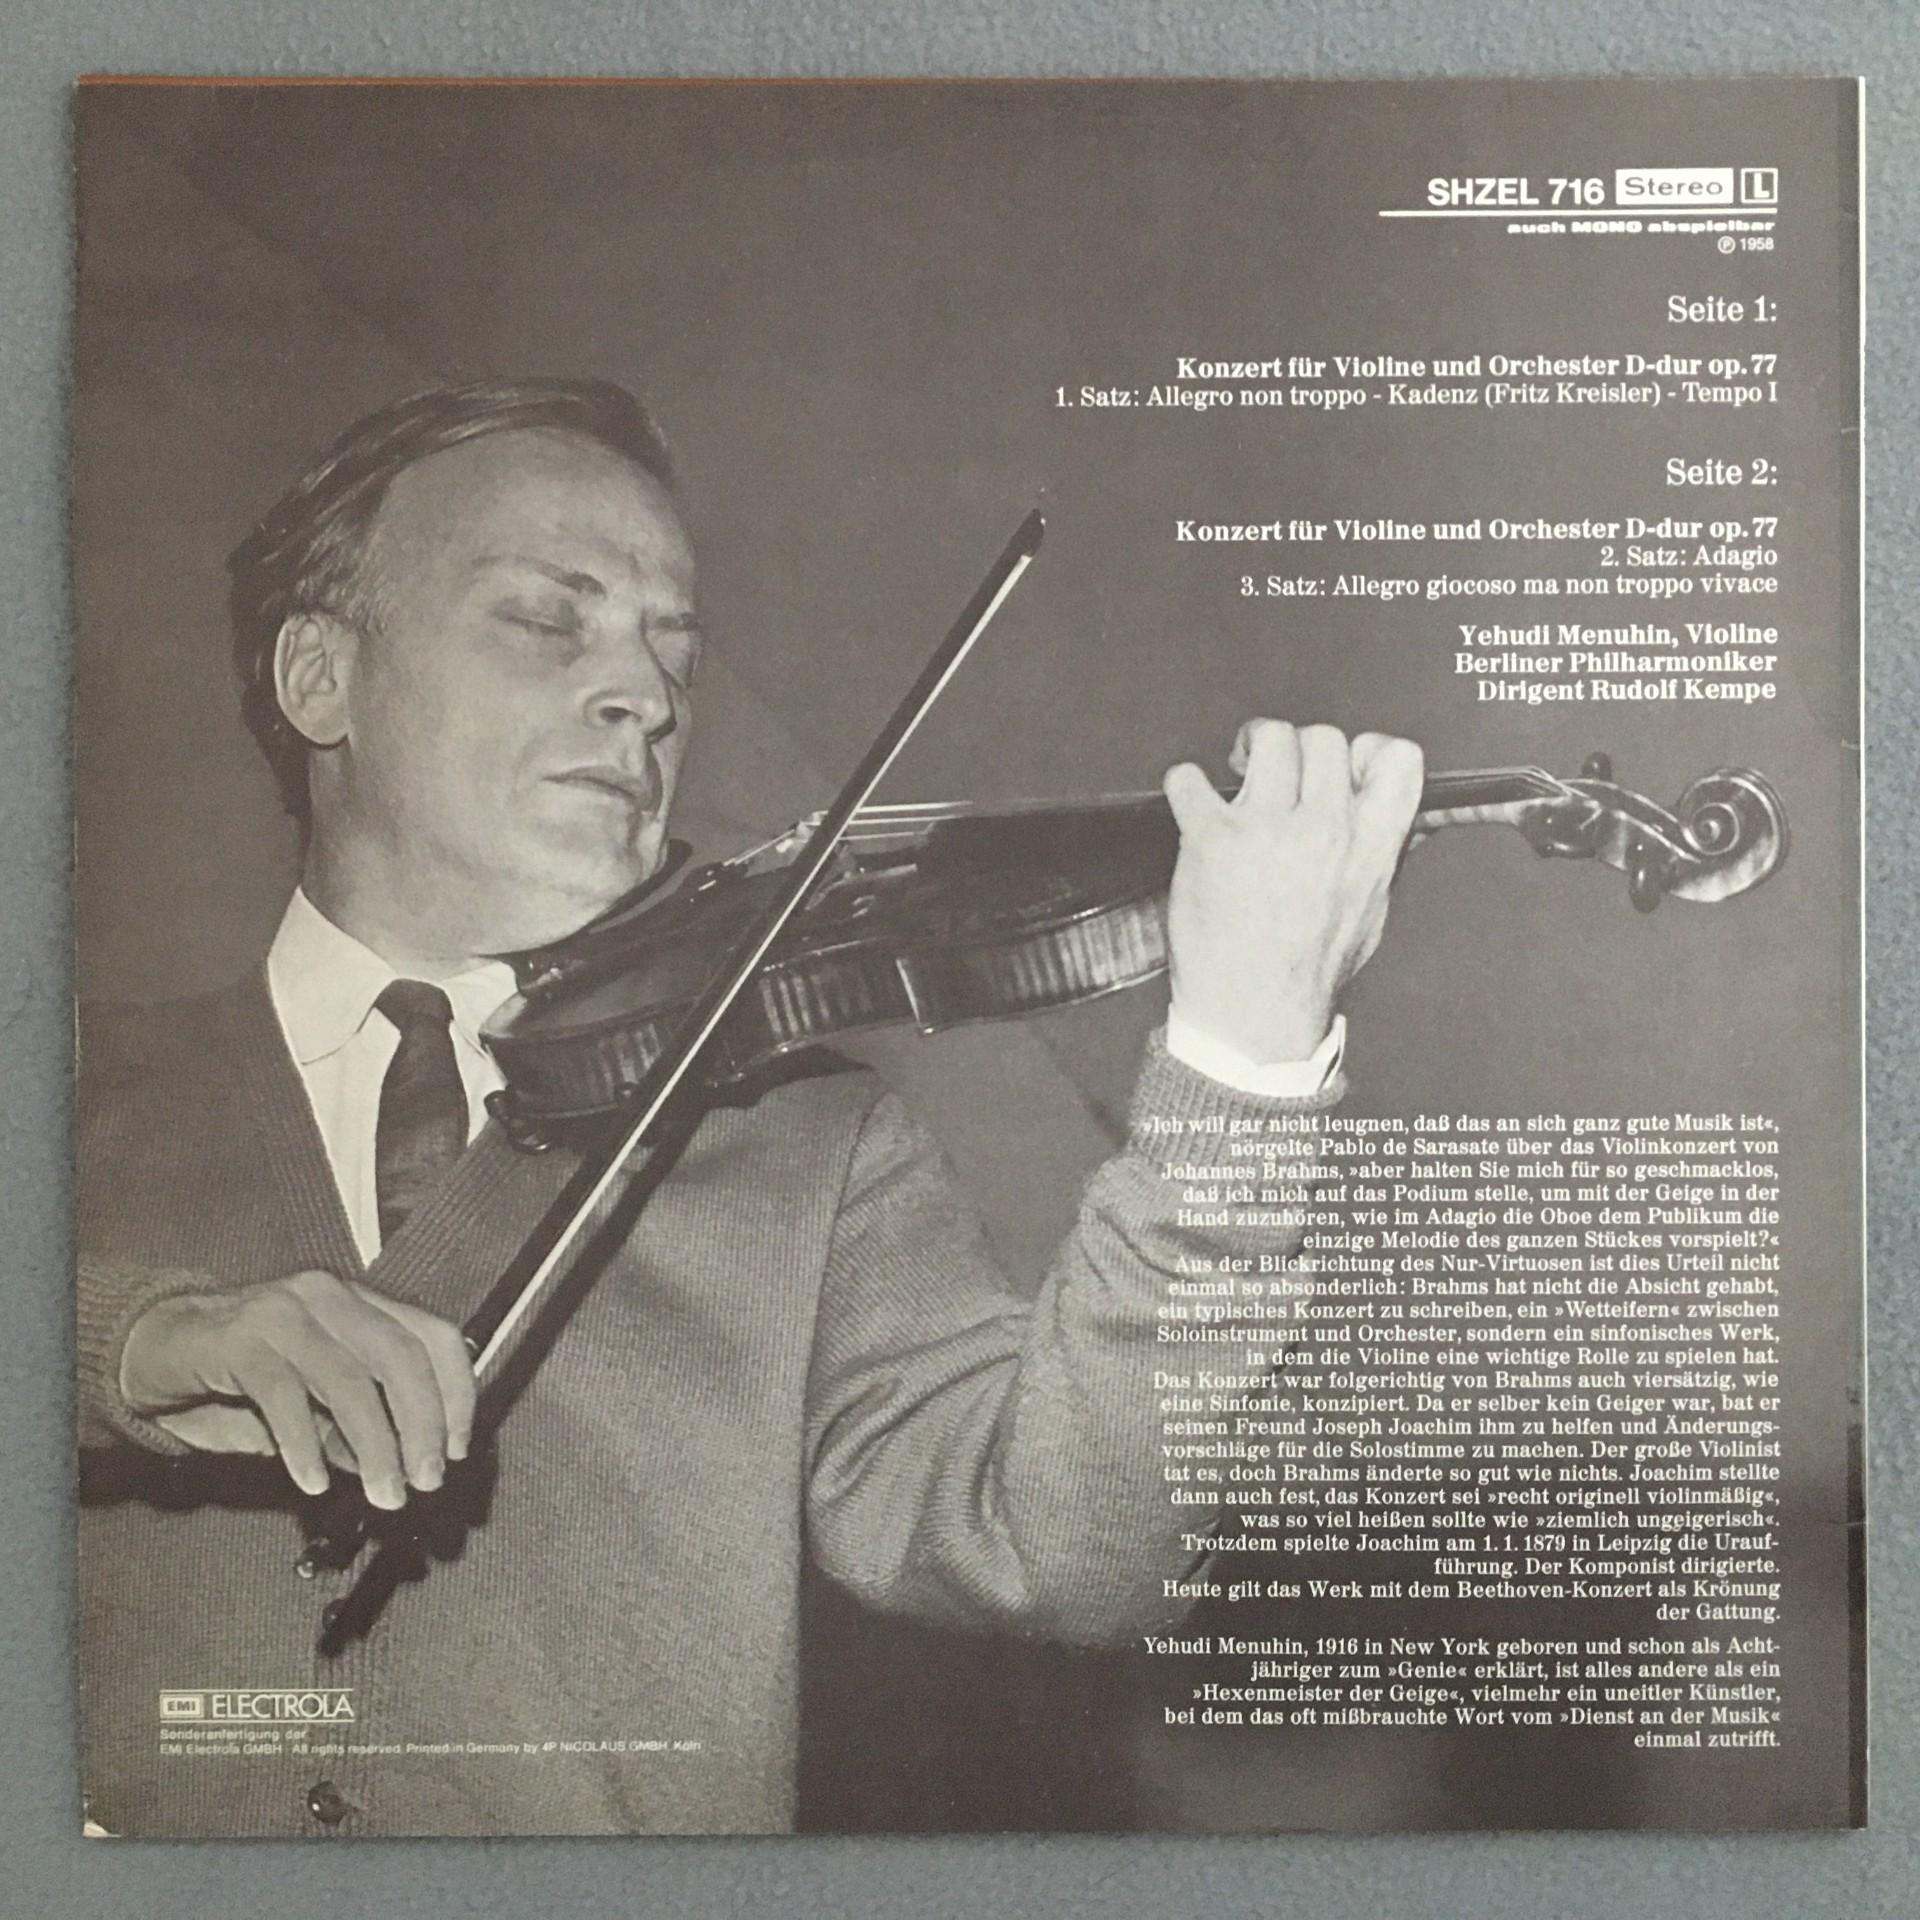 SHZEL 716 Stereo L
auch MONO abspielbar
℗ 1958
Seite 1:
Konzert für Violine und Orchester D-dur op. 77
1. Satz: Allegro non troppo - Kadenz (Fritz Kreisler) - Tempo I
Seite 2:
Konzert für Violine und Orchester D-dur op. 77
2. Satz: Adagio
3. Satz: Allegro giocoso ma non troppo vivace
Yehudi Menuhin, Violine
Berliner Philharmoniker
Dirigent Rudolf Kempe
»Ich will gar nicht leugnen, daß das an sich ganz gute Musik ist«,
nörgelte Pablo de Sarasate über das Violinkonzert von
Johannes Brahms, »aber halten Sie mich für so geschmacklos,
daß ich mich auf das Podium stelle, um mit der Geige in der
Hand zuzuhören, wie im Adagio die Oboe dem Publikum die
einzige Melodie des ganzen Stückes vorspielt?«
Aus der Blickrichtung des Nur-Virtuosen ist dies Urteil nicht
einmal so absonderlich: Brahms hat nicht die Absicht gehabt,
ein typisches Konzert zu schreiben, ein »Wetteifern« zwischen
Soloinstrument und Orchester, sondern ein sinfonisches Werk,
in dem die Violine eine wichtige Rolle zu spielen hat.
Das Konzert war folgerichtig von Brahms auch viersätzig, wie
eine Sinfonie, konzipiert. Da er selber kein Geiger war, bat er
seinen Freund Joseph Joachim ihm zu helfen und Änderungs-
vorschläge für die Solostimme zu machen. Der große Violinist
tat es, doch Brahms änderte so gut wie nichts. Joachim stellte
dann auch fest, das Konzert sei »recht originell violinmäßig«,
was so viel heißen sollte wie »ziemlich ungeigerisch«.
Trotzdem spielte Joachim am 1. 1. 1879 in Leipzig die Urauf-
führung. Der Komponist dirigierte.
Heute gilt das Werk mit dem Beethoven-Konzert als Krönung
der Gattung.
Yehudi Menuhin, 1916 in New York geboren und schon als Acht-
jähriger zum »Genie« erklärt, ist alles andere als ein
»Hexenmeister der Geige«, vielmehr ein uneitler Künstler,
bei dem das oft mißbrauchte Wort vom »Dienst an der Musik«
einmal zutrifft.
EMI ELECTROLA
Sonderanfertigung der
EMI Electrola GMBH · All rights reserved. Printed in Germany by 4P NICOLAUS GMBH, Köln